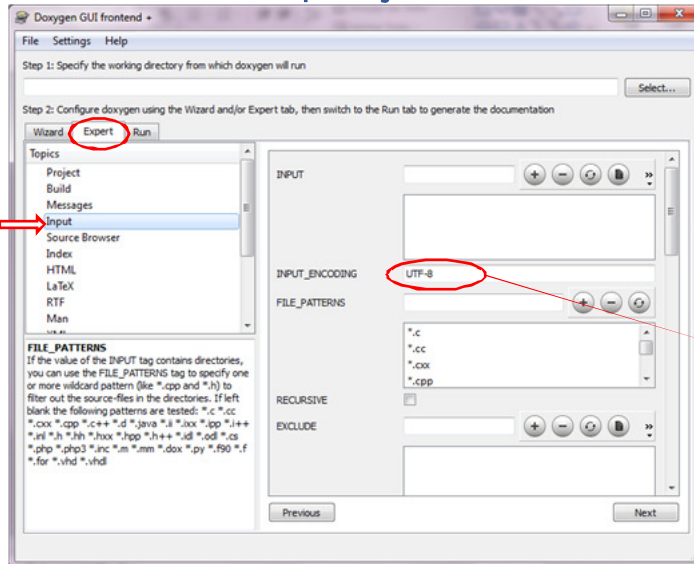 Doxygen GUI frontend +
File Settings Help
Step 1: Specify the working directory from which doxygen will run
Select...
Step 2: Configure doxygen using the Wizard and/or Expert tab, then switch to the Run tab to generate the documentation
Wizard Expert Run
Topics
Project
Build
Messages
Input
Source Browser
Index
HTML
LaTeX
RTF
Man
INPUT
INPUT_ENCODING UTF-8
FILE_PATTERNS
*.c
*.cc
*.cxx
*.cpp
RECURSIVE
EXCLUDE
FILE_PATTERNS
If the value of the INPUT tag contains directories,
you can use the FILE_PATTERNS tag to specify one
or more wildcard pattern (like *.cpp and *.h) to
filter out the source-files in the directories. If left
blank the following patterns are tested: *.c *.cc
*.cxx *.cpp *.c++ *.d *.java *.ii *.ixx *.ipp *.i++
*.inl *.h *.hh *.hxx *.hpp *.h++ *.idl *.odl *.cs
*.php *.php3 *.inc *.m *.mm *.dox *.py *.f90 *.f
*.for *.vhd *.vhdl
Previous Next